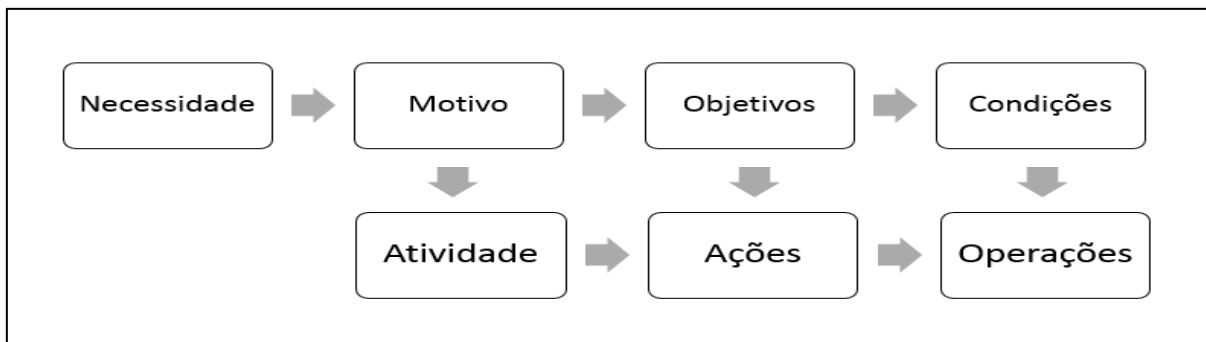 Necessidade
Motivo
Objetivos
Condições
Atividade
Ações
Operações